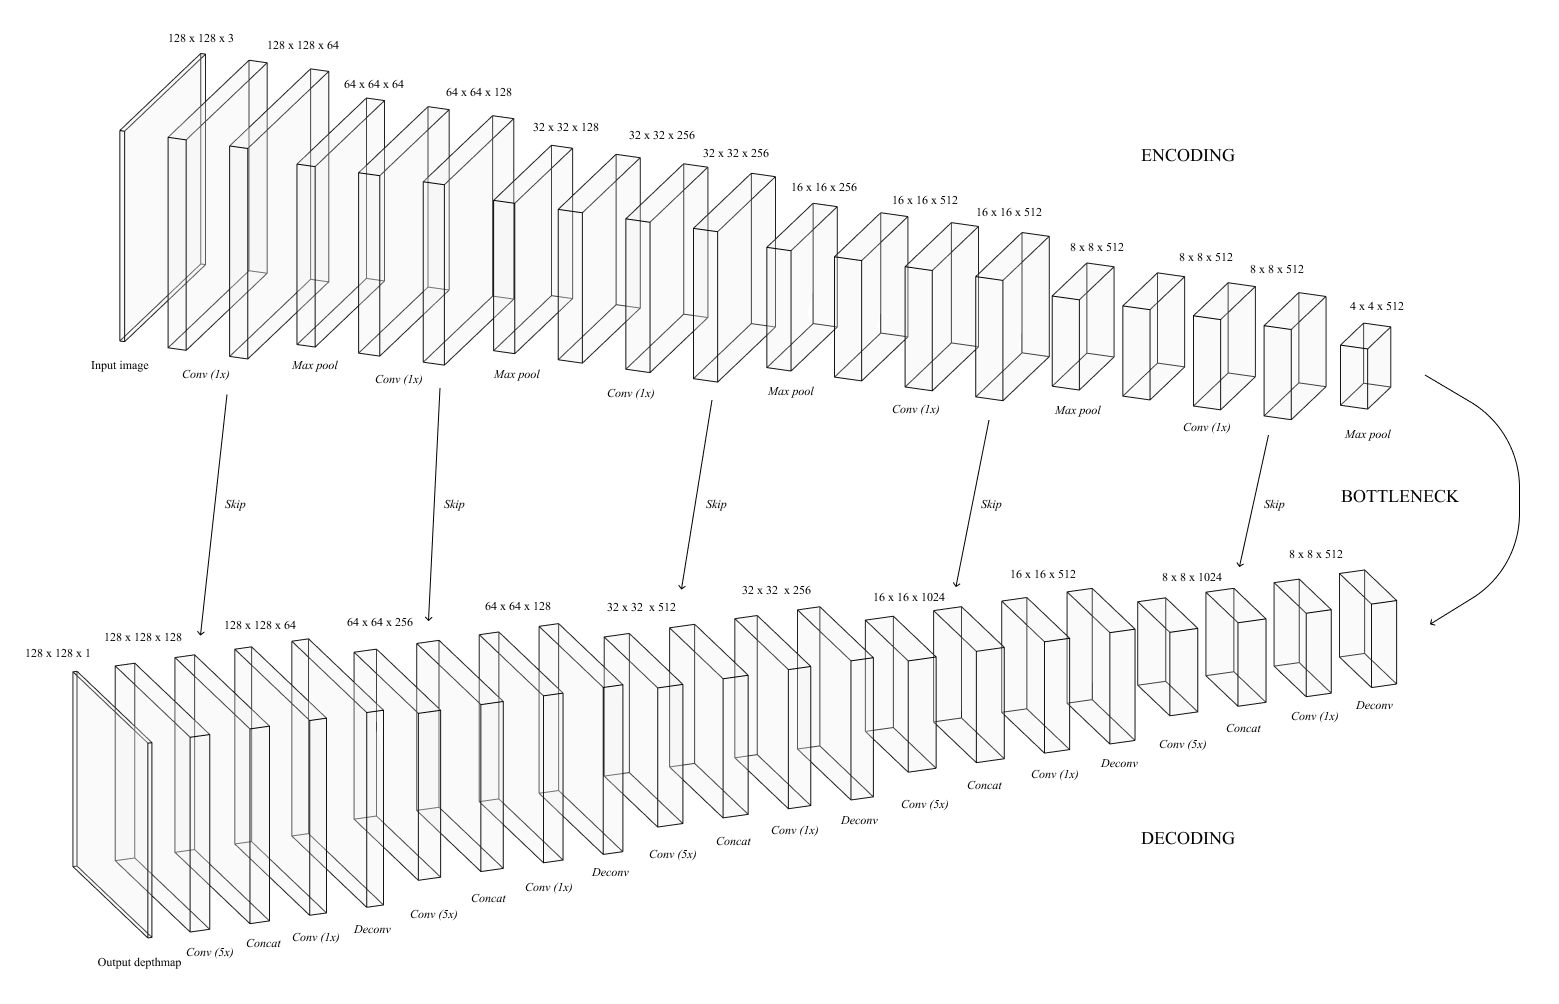 128 x 128 x 3
128 x 128 x 64
64 x 64 x 64
64 x 64 x 128
32 x 32 x 128
32 x 32 x 256
32 x 32 x 256
16 x 16 x 256
16 x 16 x 512
16 x 16 x 512
8 x 8 x 512
8 x 8 x 512
8 x 8 x 512
4 x 4 x 512
ENCODING
Input image
Conv (1x)
Max pool
Conv (1x)
Max pool
Conv (1x)
Max pool
Conv (1x)
Max pool
Conv (1x)
Max pool
Skip
Skip
Skip
Skip
Skip
BOTTLENECK
128 x 128 x 1
128 x 128 x 128
128 x 128 x 64
64 x 64 x 256
64 x 64 x 128
32 x 32  x 512
32 x 32  x 256
16 x 16 x 1024
16 x 16 x 512
8 x 8 x 1024
8 x 8 x 512
Output depthmap
Conv (5x)
Concat
Conv (1x)
Deconv
Conv (5x)
Concat
Conv (1x)
Deconv
Conv (5x)
Concat
Conv (1x)
Deconv
Conv (5x)
Concat
Conv (1x)
Deconv
Conv (5x)
Concat
Conv (1x)
Deconv
DECODING